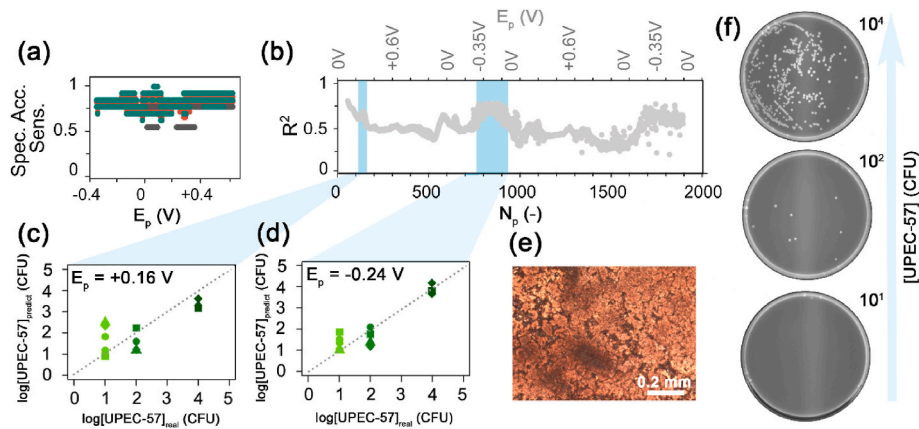 (a)
Spec. Acc.
Sens.
1
0.5
0
-0.4
0
+0.4
E_p (V)
(b)
E_p (V)
0V
+0.6V
0V
-0.35V
0V
+0.6V
0V
-0.35V
0V
R²
1
0.5
0
0
500
1000
1500
2000
N_p (-)
(c)
E_p = +0.16 V
log[UPEC-57]_predict (CFU)
5
4
3
2
1
0
0 1 2 3 4 5
log[UPEC-57]_real (CFU)
(d)
E_p = -0.24 V
log[UPEC-57]_predict (CFU)
5
4
3
2
1
0
0 1 2 3 4 5
log[UPEC-57]_real (CFU)
(e)
0.2 mm
(f)
10⁴
10²
10¹
[UPEC-57] (CFU)